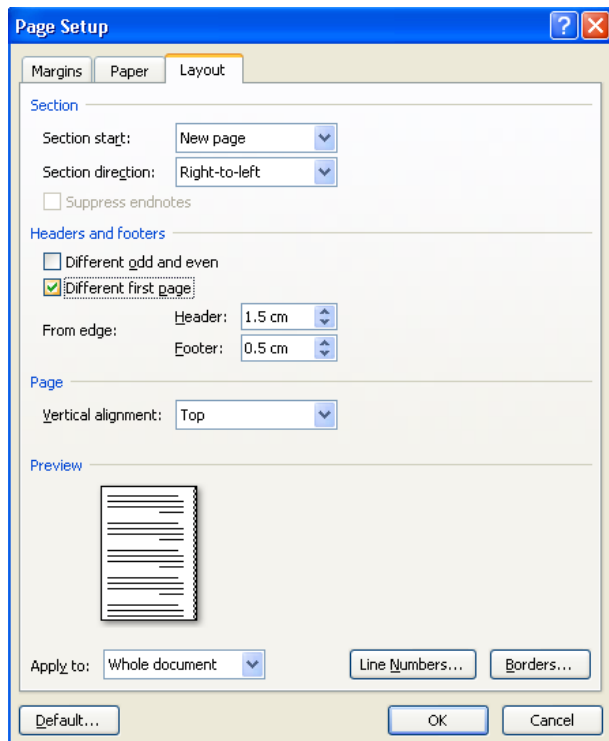 Page Setup
Margins Paper Layout
Section
Section start: New page
Section direction: Right-to-left
Suppress endnotes
Headers and footers
Different odd and even
Different first page
From edge: Header: 1.5 cm
Footer: 0.5 cm
Page
Vertical alignment: Top
Preview
Apply to: Whole document Line Numbers... Borders...
Default... OK Cancel